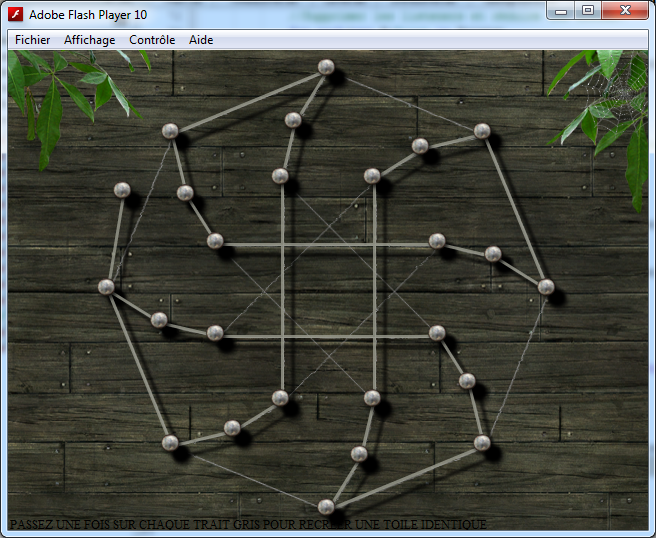 Adobe Flash Player 10
Fichier Affichage Contrôle Aide
PASSEZ UNE FOIS SUR CHAQUE TRAIT GRIS POUR RECRÉER UNE TOILE IDENTIQUE